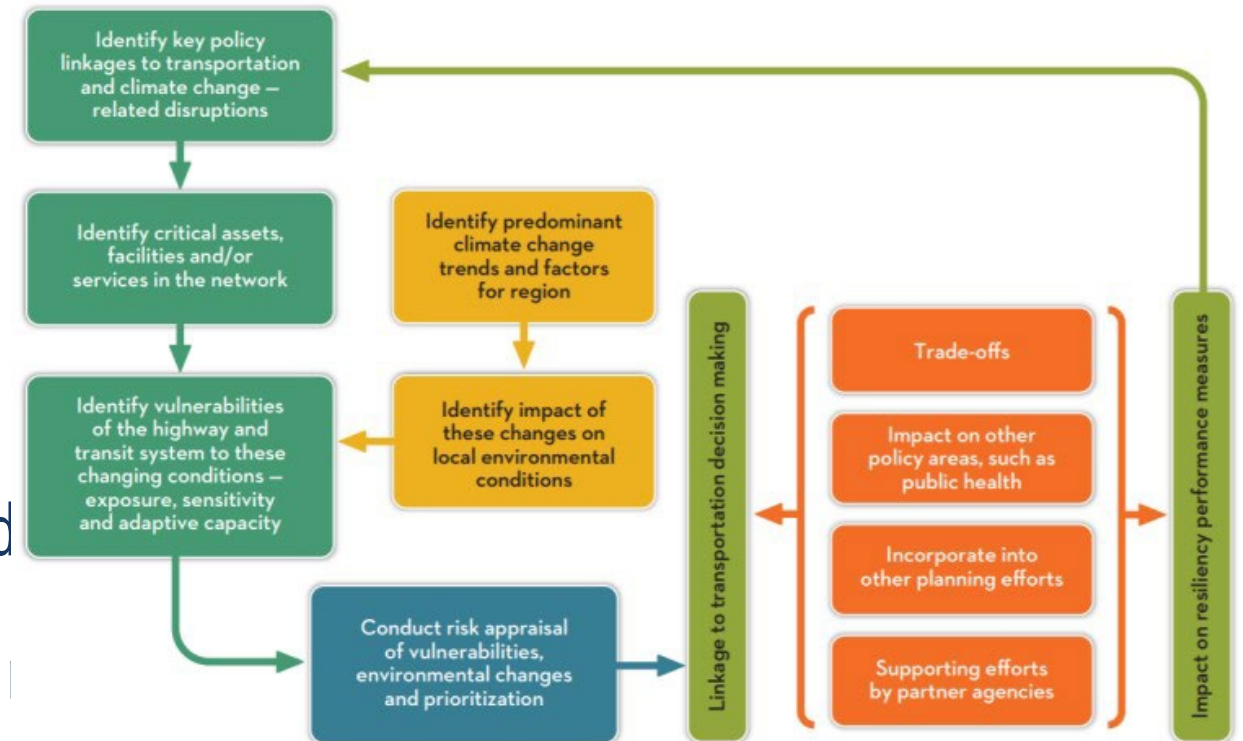 Identify key policy
linkages to transportation
and climate change –
related disruptions
Identify critical assets,
facilities and/or
services in the network
Identify predominant
climate change
trends and factors
for region
Identify vulnerabilities
of the highway and
transit system to these
changing conditions –
exposure, sensitivity
and adaptive capacity
Identify impact of
these changes on
local environmental
conditions
Conduct risk appraisal
of vulnerabilities,
environmental changes
and prioritization
Linkage to transportation decision making
Trade-offs
Impact on other
policy areas, such as
public health
Incorporate into
other planning efforts
Supporting efforts
by partner agencies
Impact on resiliency performance measures